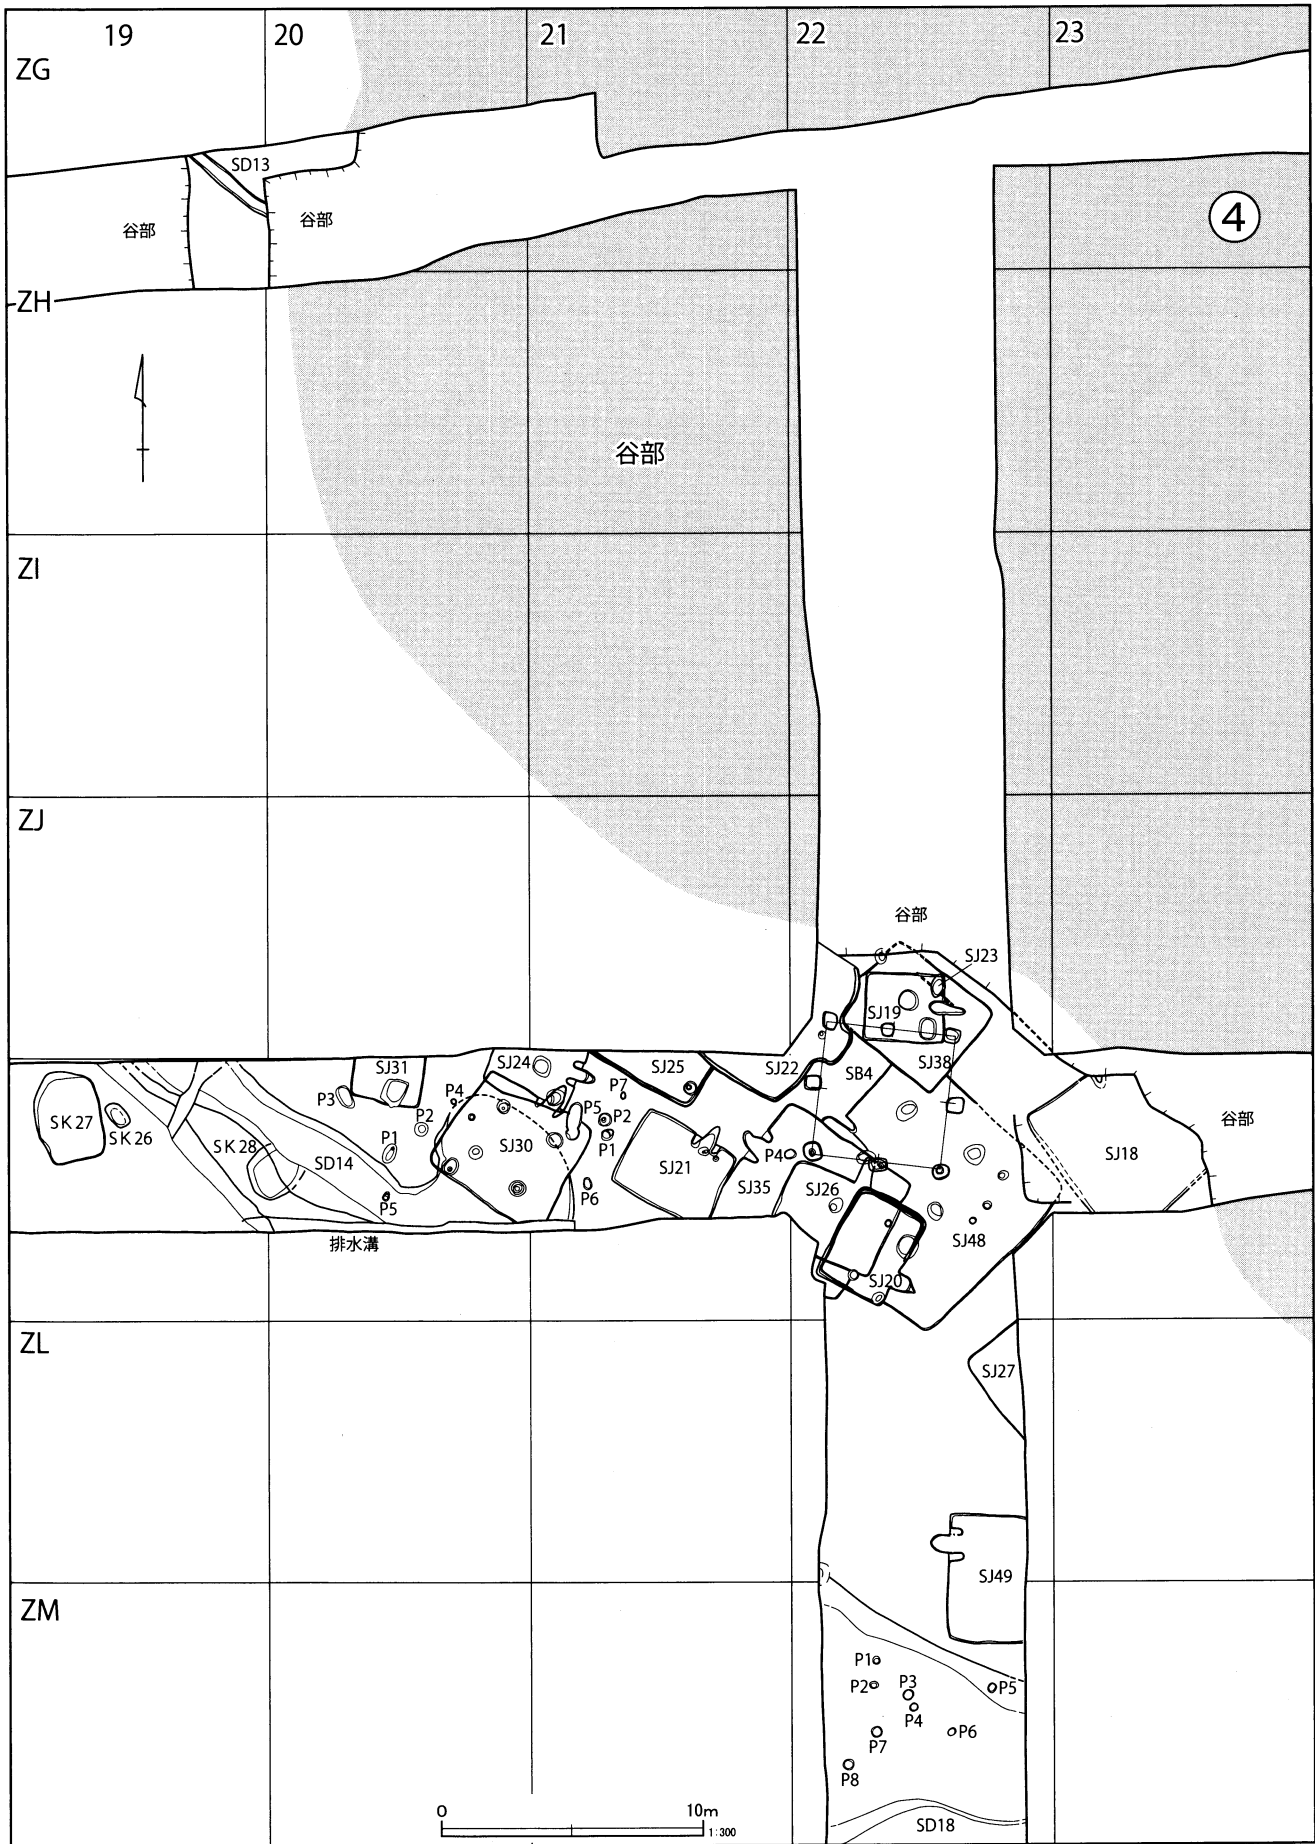 19
20
21
22
23
ZG
SD13
谷部
谷部
④
ZH
谷部
ZI
ZJ
谷部
SJ23
SJ19
SJ38
SJ31
SJ24
SJ25
SJ22
SB4
P3
P4
P7
P5
P2
P2
P1
SK27
SK26
SK28
SD14
P1
SJ30
SJ21
P4
SJ18
谷部
P5
P6
SJ35
SJ26
SJ48
排水溝
SJ20
ZL
SJ27
SJ49
ZM
P1
P2
P3
P5
P4
P6
P7
P8
SD18
0
10m
1:300